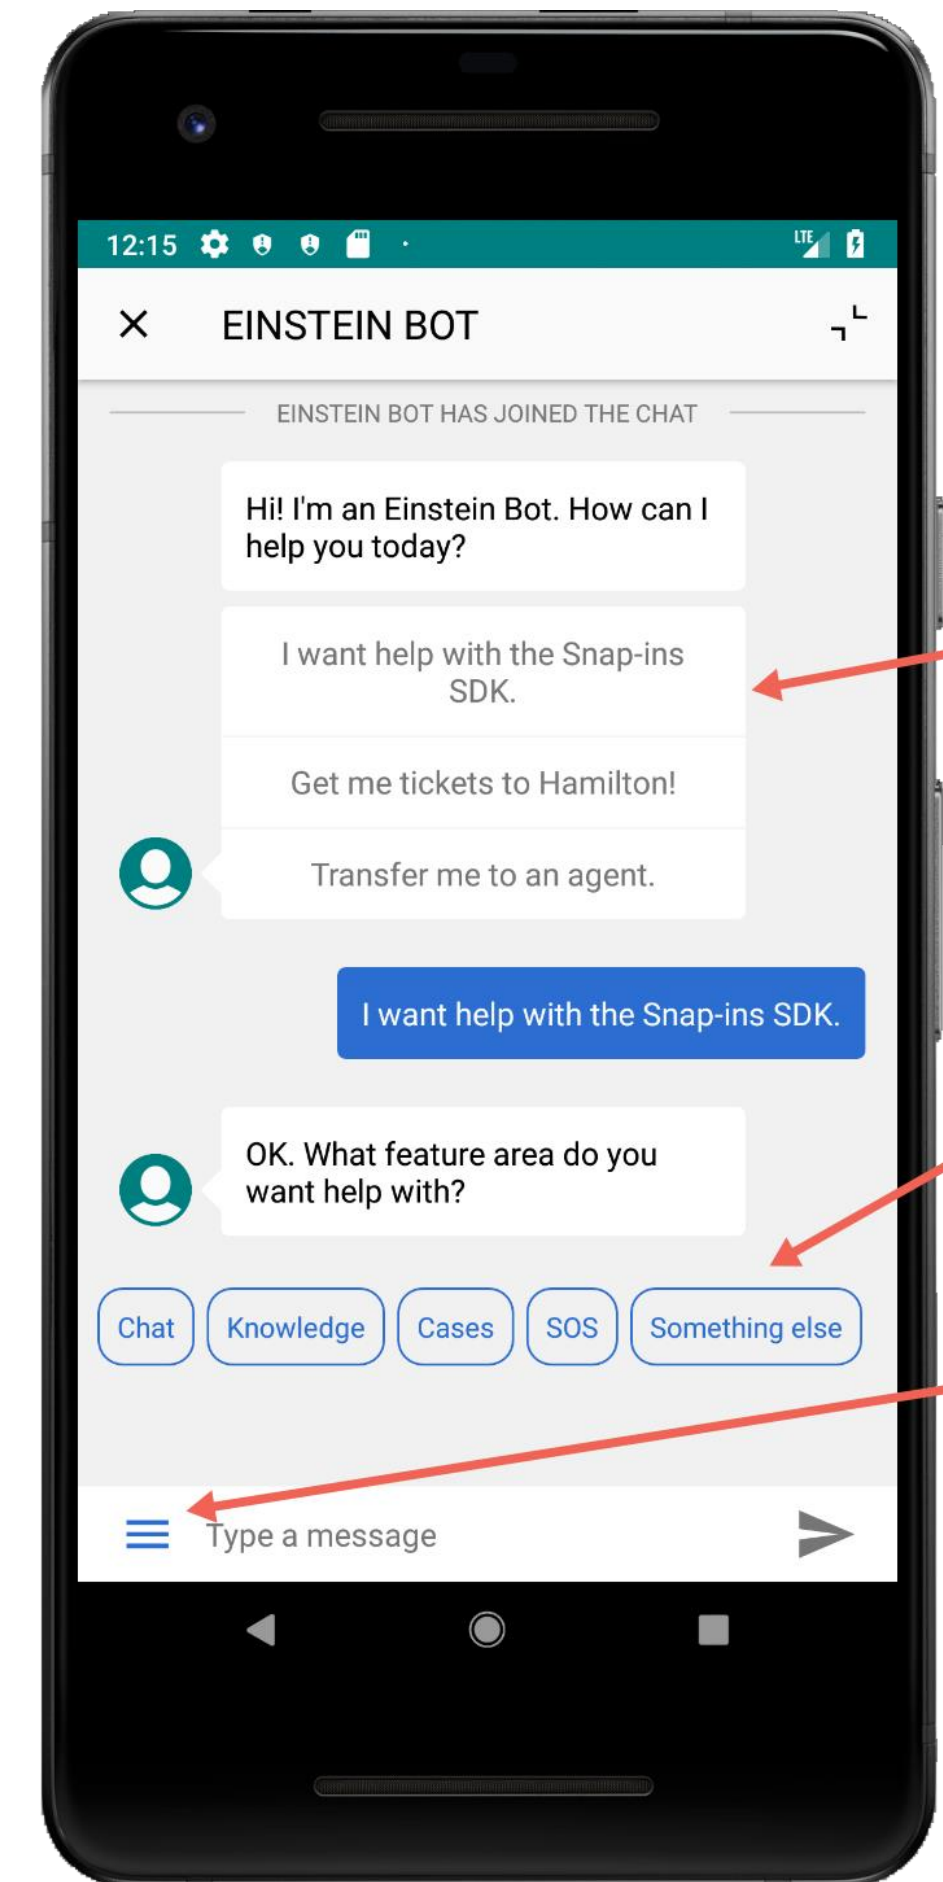 12:15
LTE
EINSTEIN BOT
EINSTEIN BOT HAS JOINED THE CHAT
Hi! I'm an Einstein Bot. How can I
help you today?
I want help with the Snap-ins
SDK.
Get me tickets to Hamilton!
Transfer me to an agent.
I want help with the Snap-ins SDK.
OK. What feature area do you
want help with?
Chat Knowledge Cases SOS Something else
Type a message